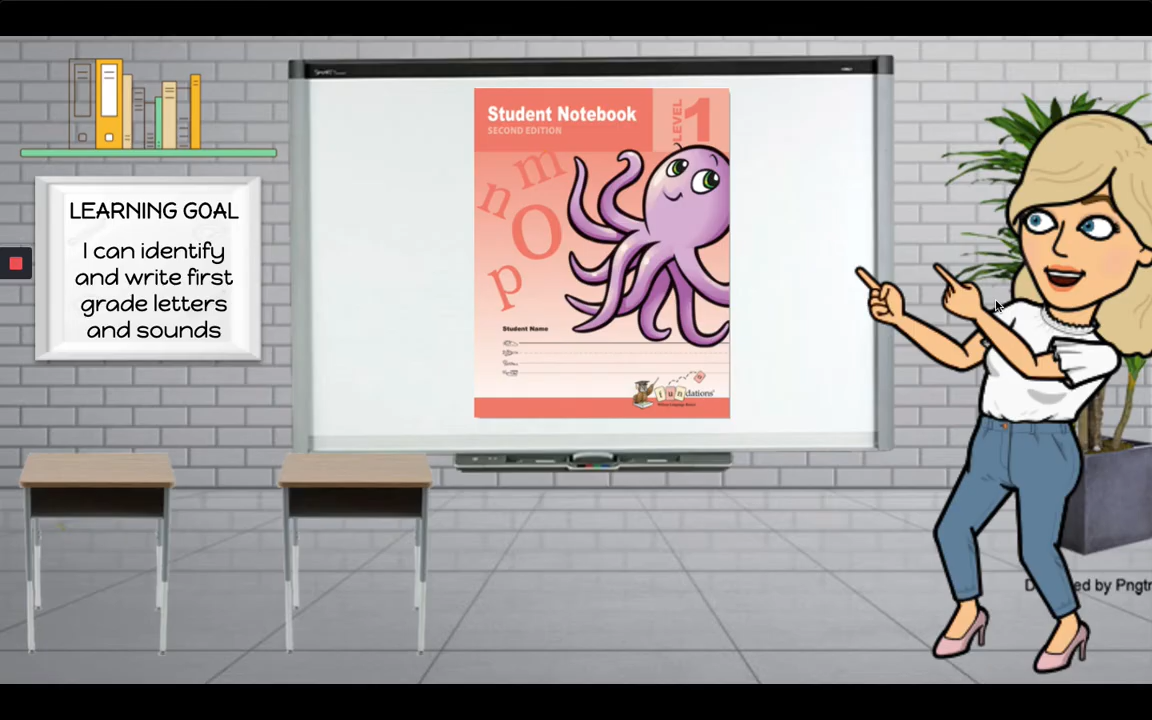 LEARNING GOAL
I can identify
and write first
grade letters
and sounds
Student Notebook
SECOND EDITION
LEVEL 1
m
n
O
p
Student Name
fundations
by Pngtr